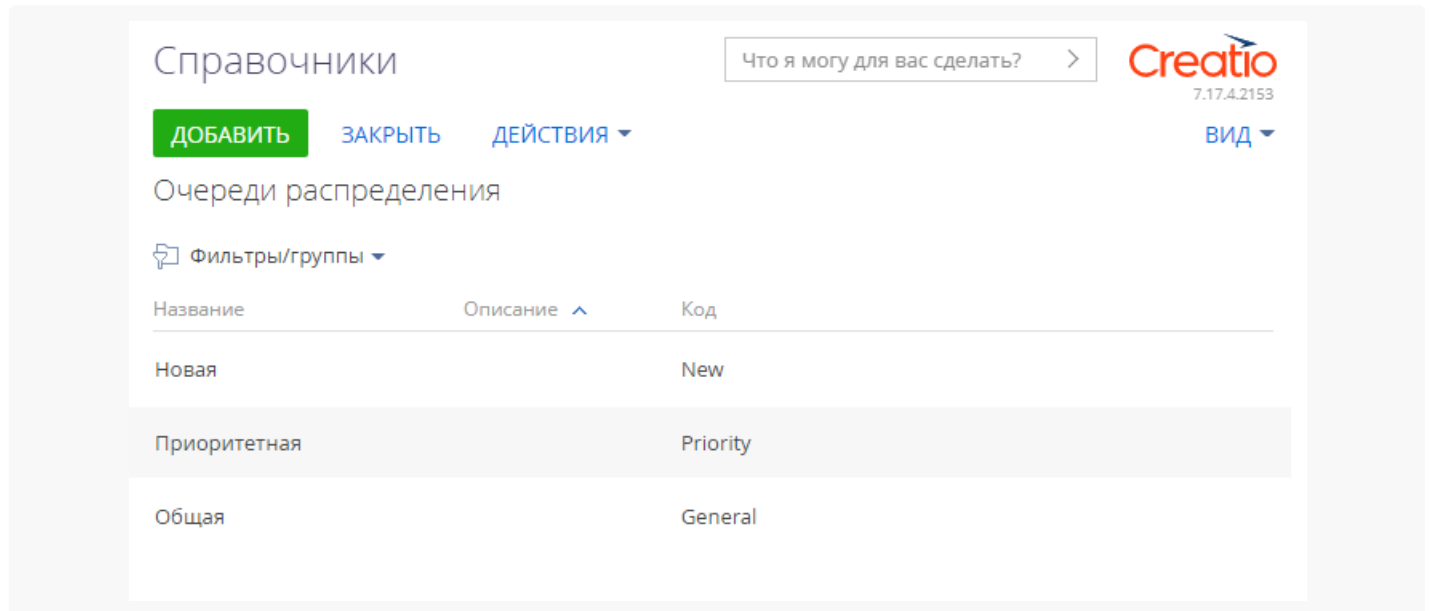 Справочники
Что я могу для вас сделать?
Creatio
7.17.4.2153
ДОБАВИТЬ ЗАКРЫТЬ ДЕЙСТВИЯ ВИД
Очереди распределения
Фильтры/группы
Название Описание Код
Новая New
Приоритетная Priority
Общая General